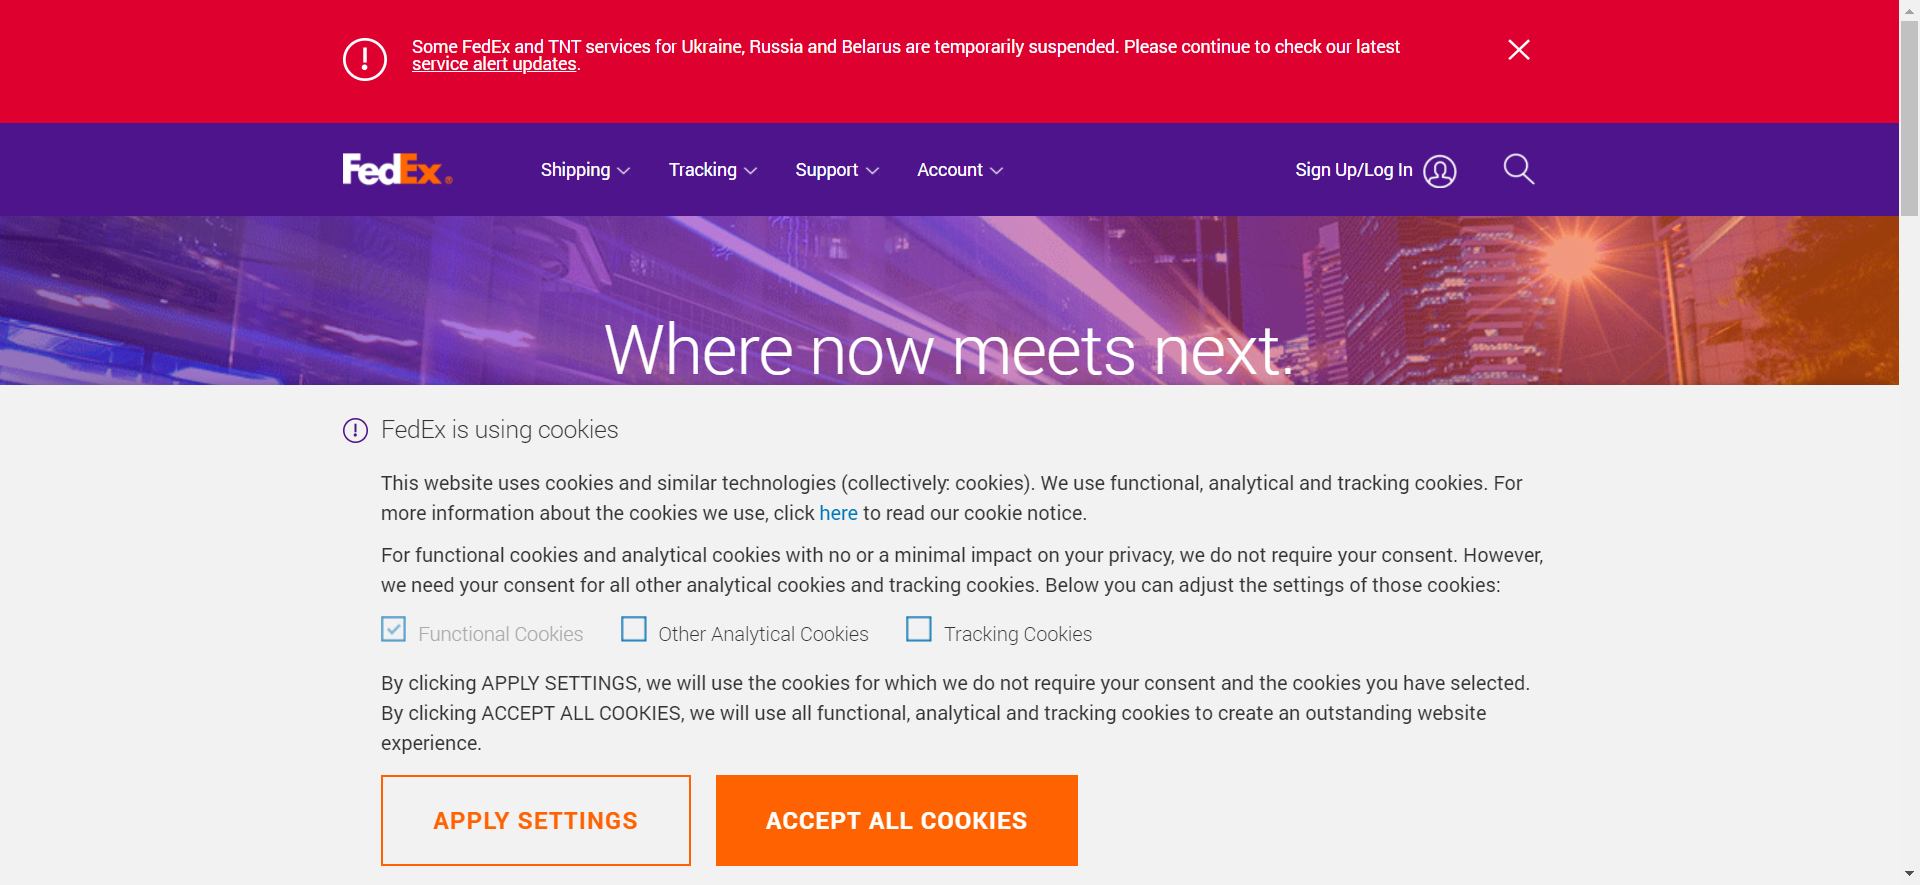 Some FedEx and TNT services for Ukraine, Russia and Belarus are temporarily suspended. Please continue to check our latest
service alert updates.
FedEx®
Shipping
Tracking
Support
Account
Sign Up/Log In
Where now meets next.
FedEx is using cookies
This website uses cookies and similar technologies (collectively: cookies). We use functional, analytical and tracking cookies. For
more information about the cookies we use, click here to read our cookie notice.
For functional cookies and analytical cookies with no or a minimal impact on your privacy, we do not require your consent. However,
we need your consent for all other analytical cookies and tracking cookies. Below you can adjust the settings of those cookies:
Functional Cookies
Other Analytical Cookies
Tracking Cookies
By clicking APPLY SETTINGS, we will use the cookies for which we do not require your consent and the cookies you have selected.
By clicking ACCEPT ALL COOKIES, we will use all functional, analytical and tracking cookies to create an outstanding website
experience.
APPLY SETTINGS
ACCEPT ALL COOKIES